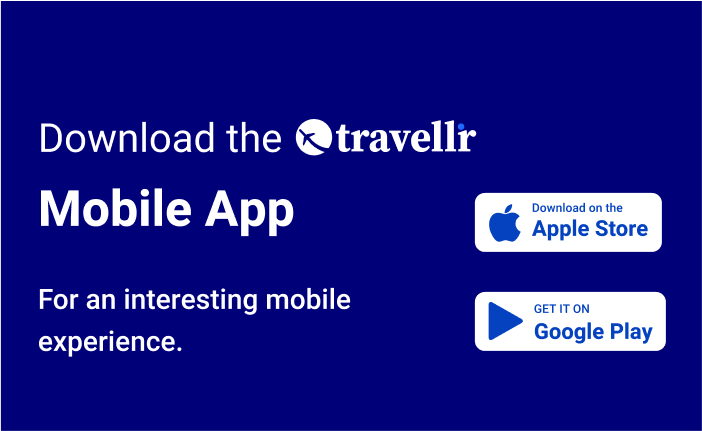 Download the travellir
Mobile App
For an interesting mobile
experience.
Download on the
Apple Store
GET IT ON
Google Play